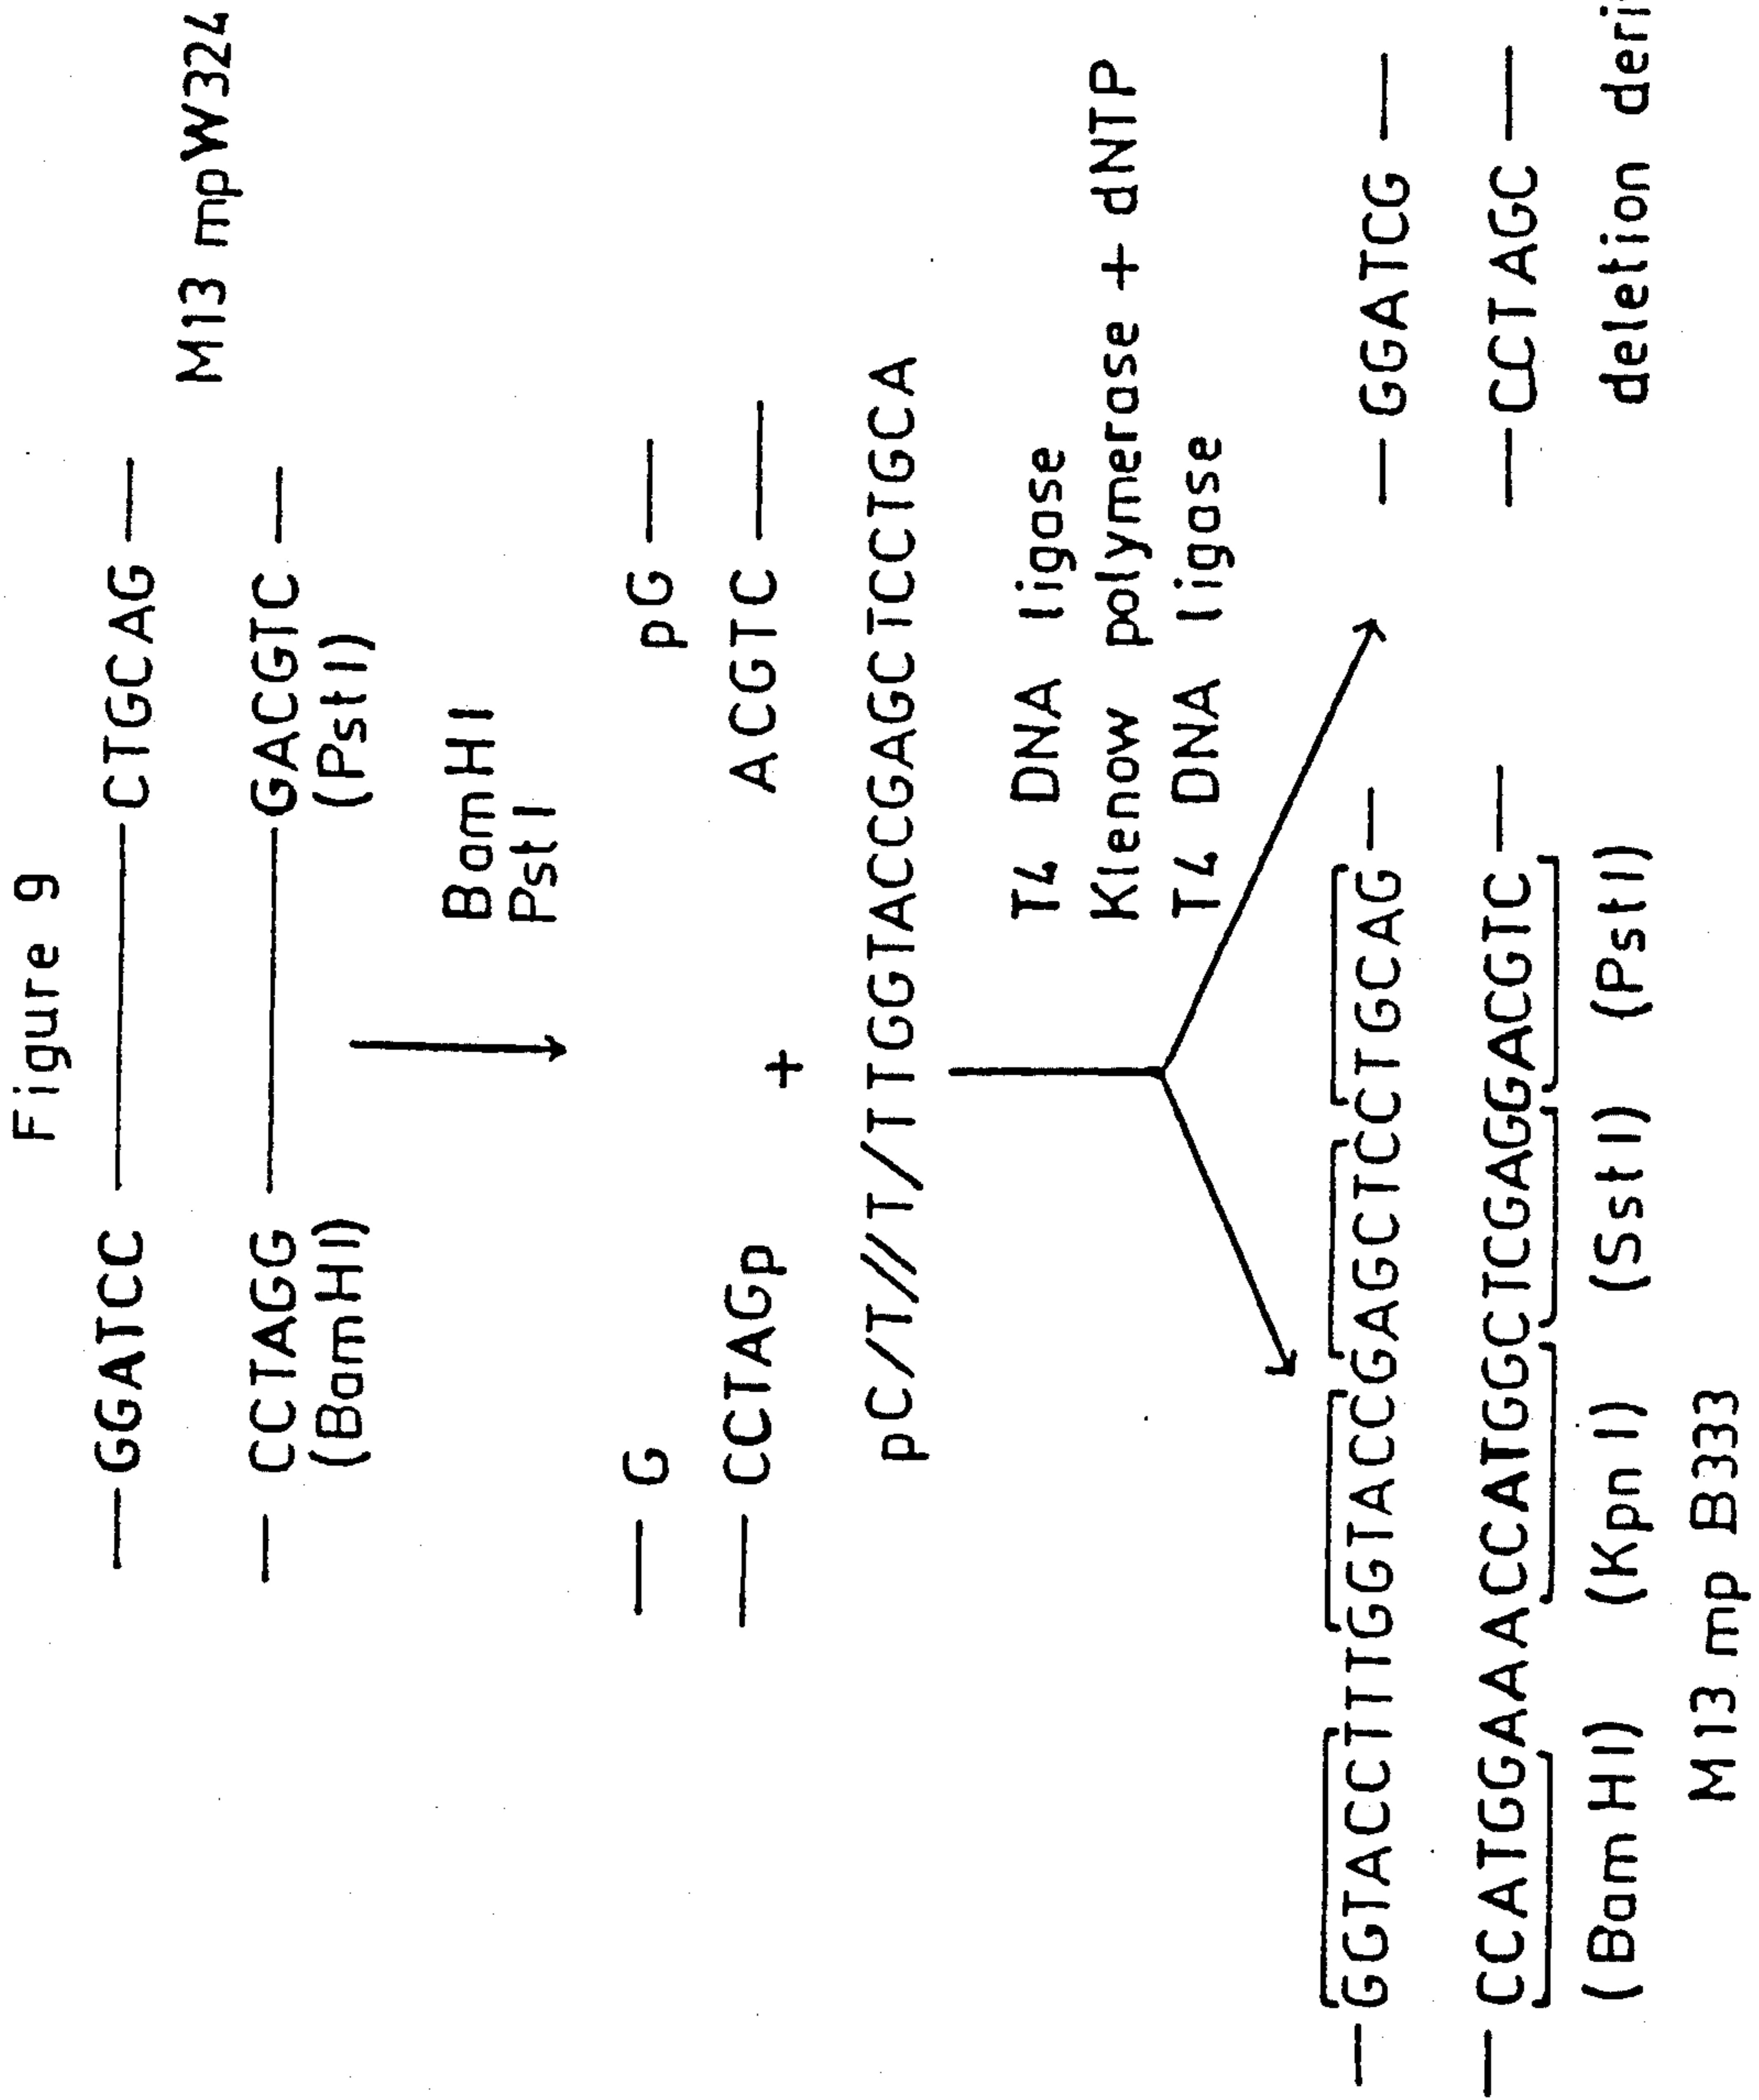 Figure 9
— GGATCC — CTGCAG —
M13 mpW324
— CCTAGG — GACGTC —
(BamHI) (PstI)
BamHI
PstI
— G pG —
— CCTAGp ACGTC —
+
pC/T//T/TTGGTACCGAGCTCCTGCA
T4 DNA ligase
Klenow polymerase + dNTP
T4 DNA ligase
—GGTACCTTTGGTACCGAGCTCCTGCAG— — GGATCG —
— CCATGGAAACCATGGCTCGAGGACGTC — —CCTAGC —
(BamHI) (KpnI) (SstI) (PstI) deletion
M13 mp B333